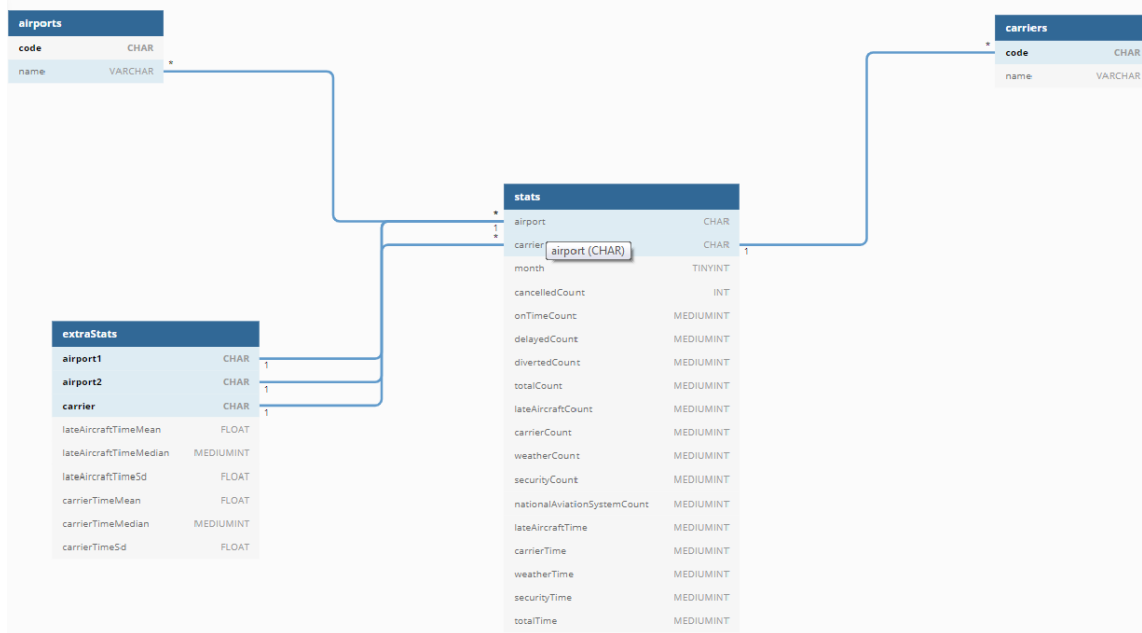 airports
code CHAR
name VARCHAR
*
carriers
*
code CHAR
name VARCHAR
stats
*
airport CHAR
1
*
carrier CHAR
1
airport (CHAR)
month TINYINT
cancelledCount INT
onTimeCount MEDIUMINT
delayedCount MEDIUMINT
divertedCount MEDIUMINT
totalCount MEDIUMINT
lateAircraftCount MEDIUMINT
carrierCount MEDIUMINT
weatherCount MEDIUMINT
securityCount MEDIUMINT
nationalAviationSystemCount MEDIUMINT
lateAircraftTime MEDIUMINT
carrierTime MEDIUMINT
weatherTime MEDIUMINT
securityTime MEDIUMINT
totalTime MEDIUMINT
extraStats
airport1 CHAR
1
airport2 CHAR
1
carrier CHAR
1
lateAircraftTimeMean FLOAT
lateAircraftTimeMedian MEDIUMINT
lateAircraftTimeSd FLOAT
carrierTimeMean FLOAT
carrierTimeMedian MEDIUMINT
carrierTimeSd FLOAT